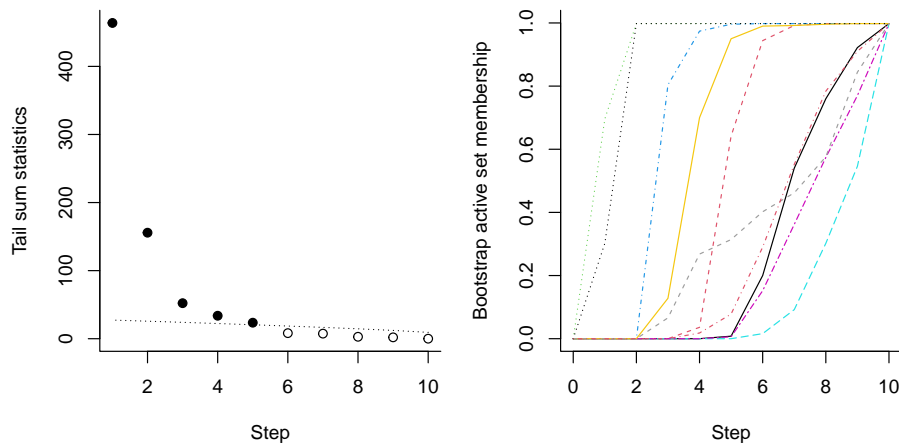 Tail sum statistics
400
300
200
100
0
2 4 6 8 10
Step
Bootstrap active set membership
1.0
0.8
0.6
0.4
0.2
0.0
0 2 4 6 8 10
Step